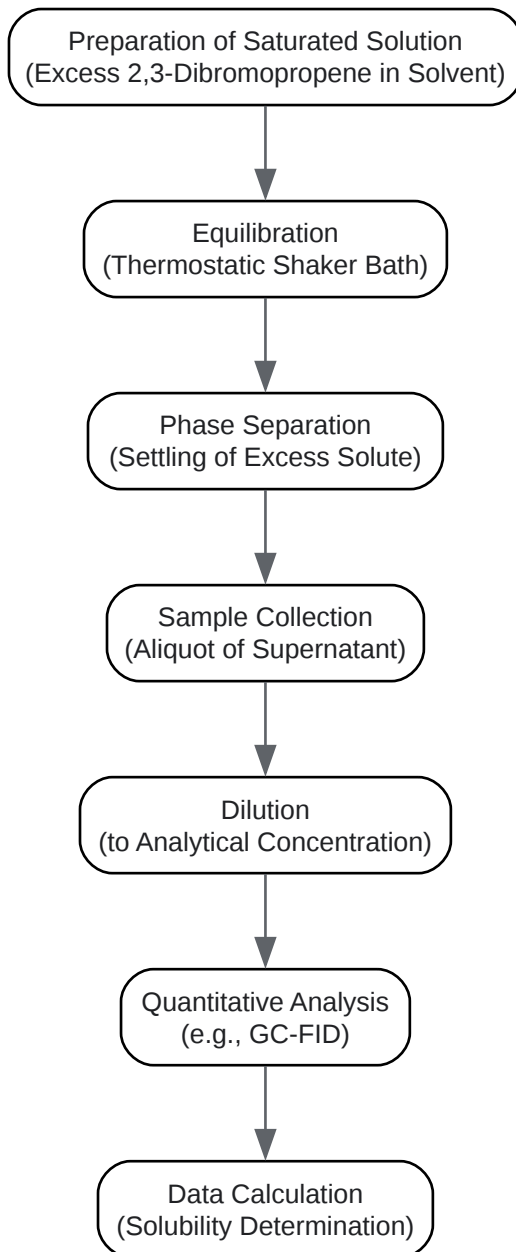 Preparation of Saturated Solution
(Excess 2,3-Dibromopropene in Solvent)
Equilibration
(Thermostatic Shaker Bath)
Phase Separation
(Settling of Excess Solute)
Sample Collection
(Aliquot of Supernatant)
Dilution
(to Analytical Concentration)
Quantitative Analysis
(e.g., GC-FID)
Data Calculation
(Solubility Determination)